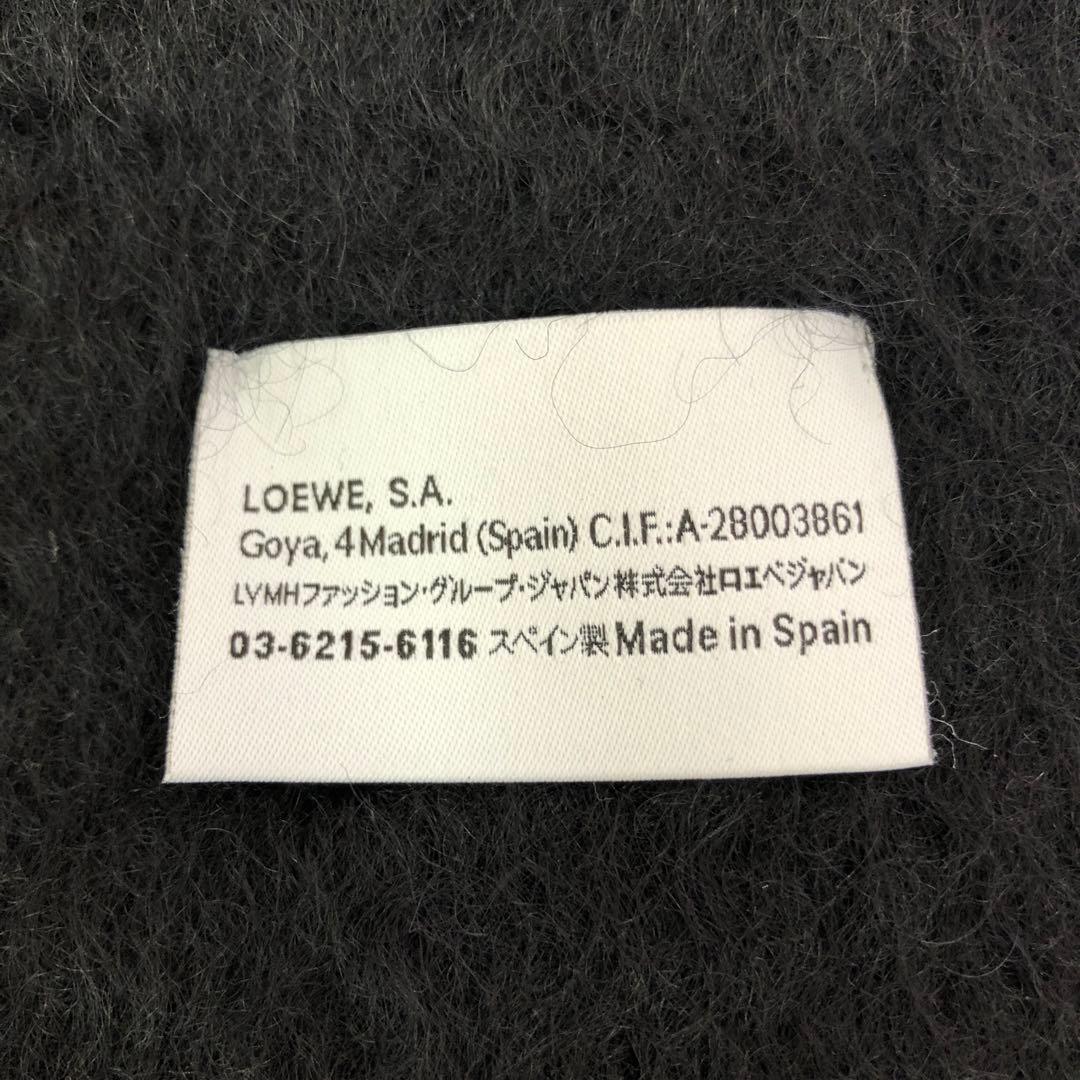 LOEWE, S.A.
Goya, 4 Madrid (Spain) C.I.F.:A-28003861
LVMHファッション・グループ・ジャパン株式会社ロエベジャパン
03-6215-6116 スペイン製 Made in Spain